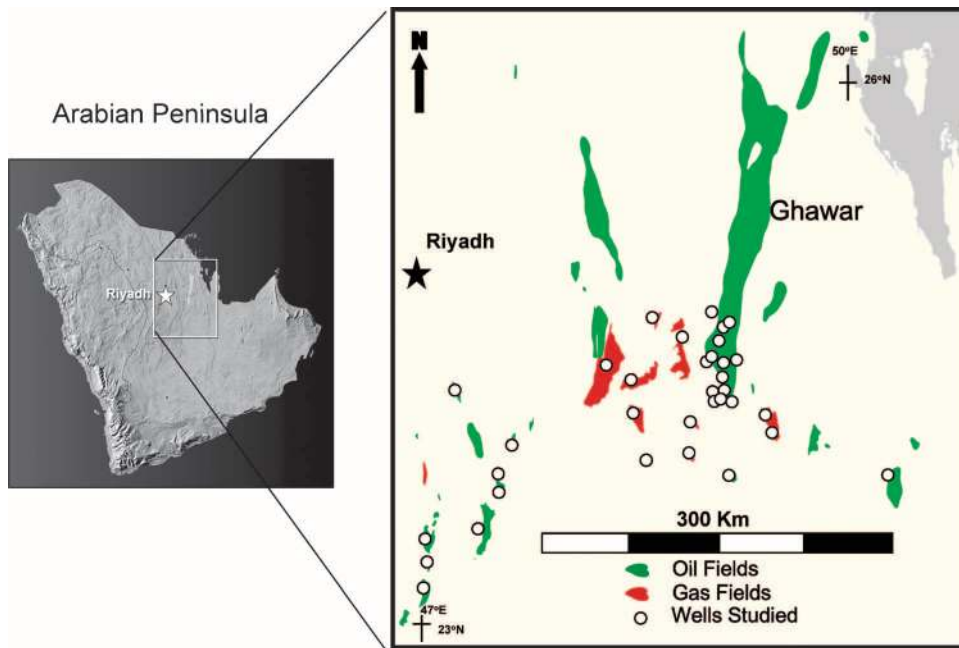 Arabian Peninsula
Riyadh
N
50°E
26°N
Ghawar
Riyadh
300 Km
Oil Fields
Gas Fields
Wells Studied
47°E
23°N